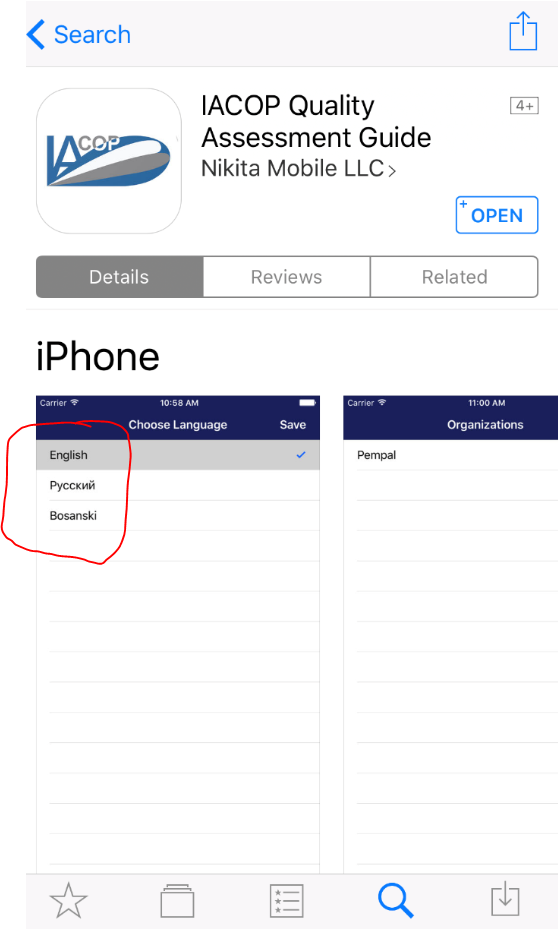 Search
IACOP Quality
Assessment Guide
4+
Nikita Mobile LLC >
+ OPEN
IACOP
Details
Reviews
Related
iPhone
Carrier
10:58 AM
Choose Language
Save
English
Русский
Bosanski
Carrier
11:00 AM
Organizations
Pempal